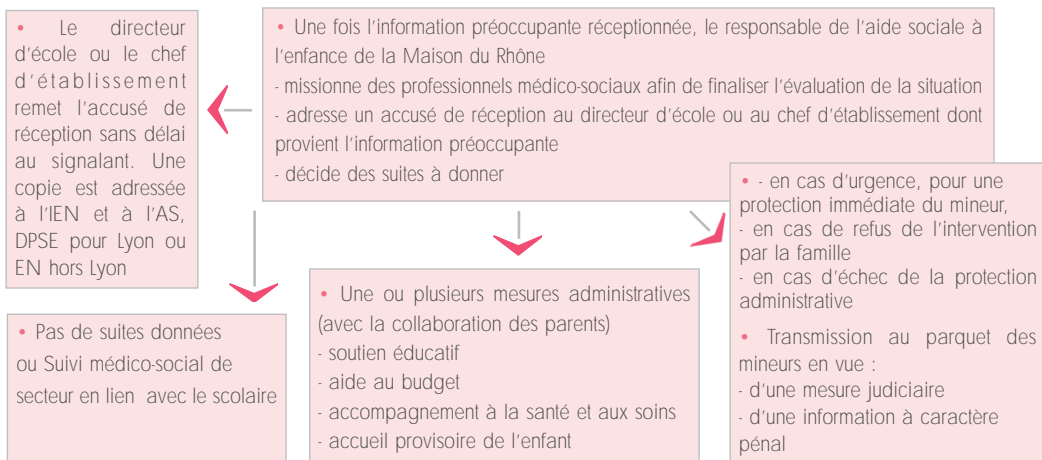 • Le directeur
d'école ou le chef
d'établissement
remet l'accusé de
réception sans délai
au signalant. Une
copie est adressée
à l'IEN et à l'AS,
DPSE pour Lyon ou
EN hors Lyon
• Une fois l'information préoccupante réceptionnée, le responsable de l'aide sociale à
l'enfance de la Maison du Rhône
- missionne des professionnels médico-sociaux afin de finaliser l'évaluation de la situation
- adresse un accusé de réception au directeur d'école ou au chef d'établissement dont
provient l'information préoccupante
- décide des suites à donner
• Pas de suites données
ou Suivi médico-social de
secteur en lien avec le scolaire
• Une ou plusieurs mesures administratives
(avec la collaboration des parents)
- soutien éducatif
- aide au budget
- accompagnement à la santé et aux soins
- accueil provisoire de l'enfant
• - en cas d'urgence, pour une
protection immédiate du mineur,
- en cas de refus de l'intervention
par la famille
- en cas d'échec de la protection
administrative
• Transmission au parquet des
mineurs en vue :
- d'une mesure judiciaire
- d'une information à caractère
pénal